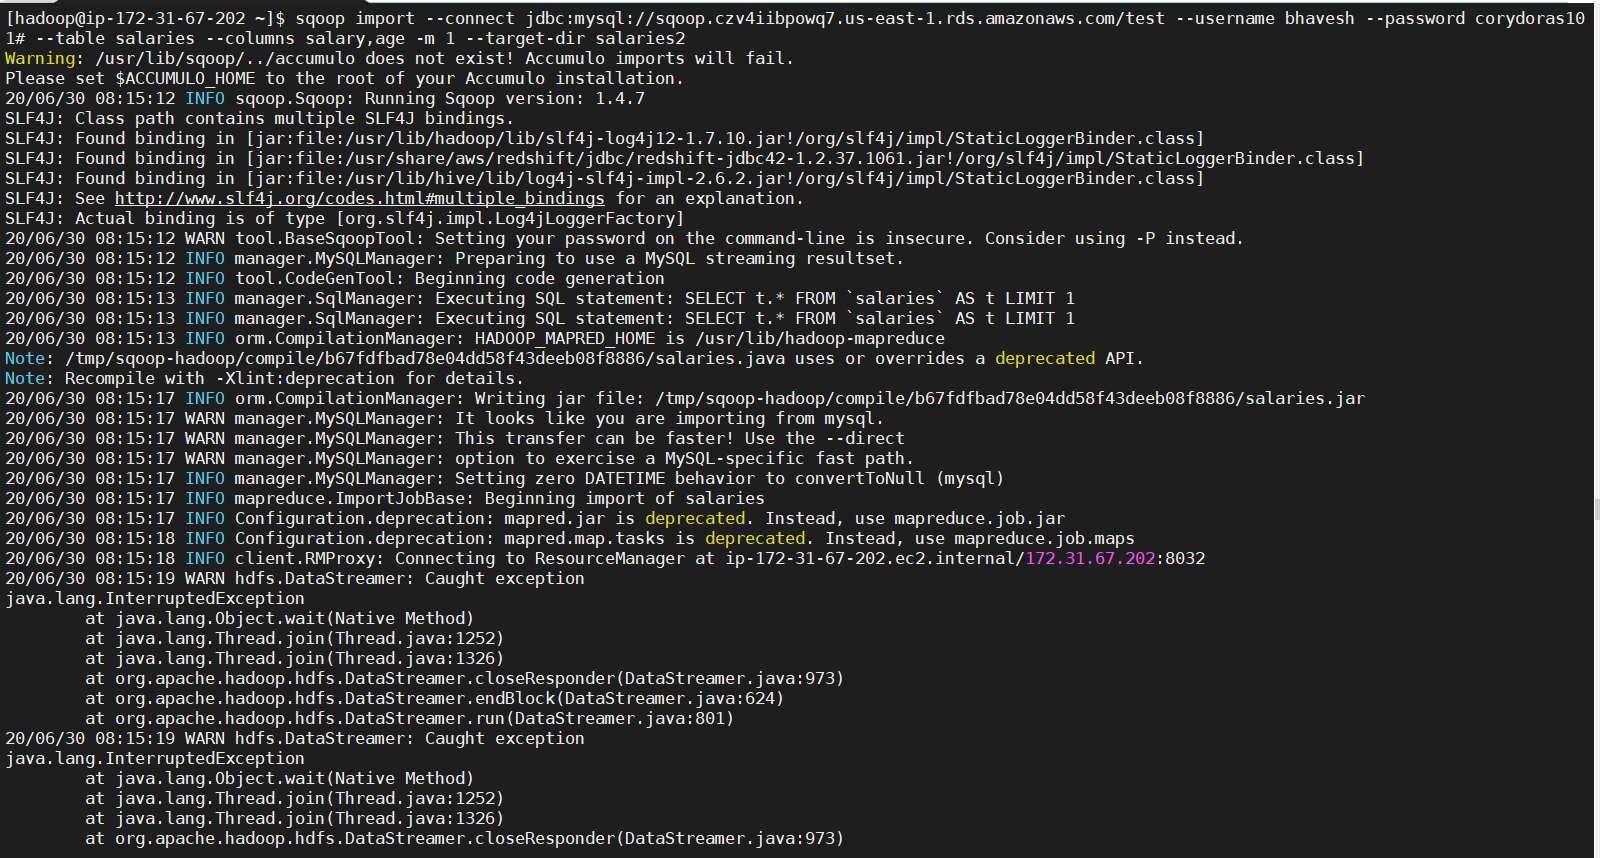 [hadoop@ip-172-31-67-202 ~]$ sqoop import --connect jdbc:mysql://sqoop.czv4iibpowq7.us-east-1.rds.amazonaws.com/test --username bhavesh --password corydoras10
1# --table salaries --columns salary,age -m 1 --target-dir salaries2
Warning: /usr/lib/sqoop/../accumulo does not exist! Accumulo imports will fail.
Please set $ACCUMULO_HOME to the root of your Accumulo installation.
20/06/30 08:15:12 INFO sqoop.Sqoop: Running Sqoop version: 1.4.7
SLF4J: Class path contains multiple SLF4J bindings.
SLF4J: Found binding in [jar:file:/usr/lib/hadoop/lib/slf4j-log4j12-1.7.10.jar!/org/slf4j/impl/StaticLoggerBinder.class]
SLF4J: Found binding in [jar:file:/usr/share/aws/redshift/jdbc/redshift-jdbc42-1.2.37.1061.jar!/org/slf4j/impl/StaticLoggerBinder.class]
SLF4J: Found binding in [jar:file:/usr/lib/hive/lib/log4j-slf4j-impl-2.6.2.jar!/org/slf4j/impl/StaticLoggerBinder.class]
SLF4J: See http://www.slf4j.org/codes.html#multiple_bindings for an explanation.
SLF4J: Actual binding is of type [org.slf4j.impl.Log4jLoggerFactory]
20/06/30 08:15:12 WARN tool.BaseSqoopTool: Setting your password on the command-line is insecure. Consider using -P instead.
20/06/30 08:15:12 INFO manager.MySQLManager: Preparing to use a MySQL streaming resultset.
20/06/30 08:15:12 INFO tool.CodeGenTool: Beginning code generation
20/06/30 08:15:13 INFO manager.SqlManager: Executing SQL statement: SELECT t.* FROM `salaries` AS t LIMIT 1
20/06/30 08:15:13 INFO manager.SqlManager: Executing SQL statement: SELECT t.* FROM `salaries` AS t LIMIT 1
20/06/30 08:15:13 INFO orm.CompilationManager: HADOOP_MAPRED_HOME is /usr/lib/hadoop-mapreduce
Note: /tmp/sqoop-hadoop/compile/b67fdfbad78e04dd58f43deeb08f8886/salaries.java uses or overrides a deprecated API.
Note: Recompile with -Xlint:deprecation for details.
20/06/30 08:15:17 INFO orm.CompilationManager: Writing jar file: /tmp/sqoop-hadoop/compile/b67fdfbad78e04dd58f43deeb08f8886/salaries.jar
20/06/30 08:15:17 WARN manager.MySQLManager: It looks like you are importing from mysql.
20/06/30 08:15:17 WARN manager.MySQLManager: This transfer can be faster! Use the --direct
20/06/30 08:15:17 WARN manager.MySQLManager: option to exercise a MySQL-specific fast path.
20/06/30 08:15:17 INFO manager.MySQLManager: Setting zero DATETIME behavior to convertToNull (mysql)
20/06/30 08:15:17 INFO mapreduce.ImportJobBase: Beginning import of salaries
20/06/30 08:15:17 INFO Configuration.deprecation: mapred.jar is deprecated. Instead, use mapreduce.job.jar
20/06/30 08:15:18 INFO Configuration.deprecation: mapred.map.tasks is deprecated. Instead, use mapreduce.job.maps
20/06/30 08:15:18 INFO client.RMProxy: Connecting to ResourceManager at ip-172-31-67-202.ec2.internal/172.31.67.202:8032
20/06/30 08:15:19 WARN hdfs.DataStreamer: Caught exception
java.lang.InterruptedException
        at java.lang.Object.wait(Native Method)
        at java.lang.Thread.join(Thread.java:1252)
        at java.lang.Thread.join(Thread.java:1326)
        at org.apache.hadoop.hdfs.DataStreamer.closeResponder(DataStreamer.java:973)
        at org.apache.hadoop.hdfs.DataStreamer.endBlock(DataStreamer.java:624)
        at org.apache.hadoop.hdfs.DataStreamer.run(DataStreamer.java:801)
20/06/30 08:15:19 WARN hdfs.DataStreamer: Caught exception
java.lang.InterruptedException
        at java.lang.Object.wait(Native Method)
        at java.lang.Thread.join(Thread.java:1252)
        at java.lang.Thread.join(Thread.java:1326)
        at org.apache.hadoop.hdfs.DataStreamer.closeResponder(DataStreamer.java:973)